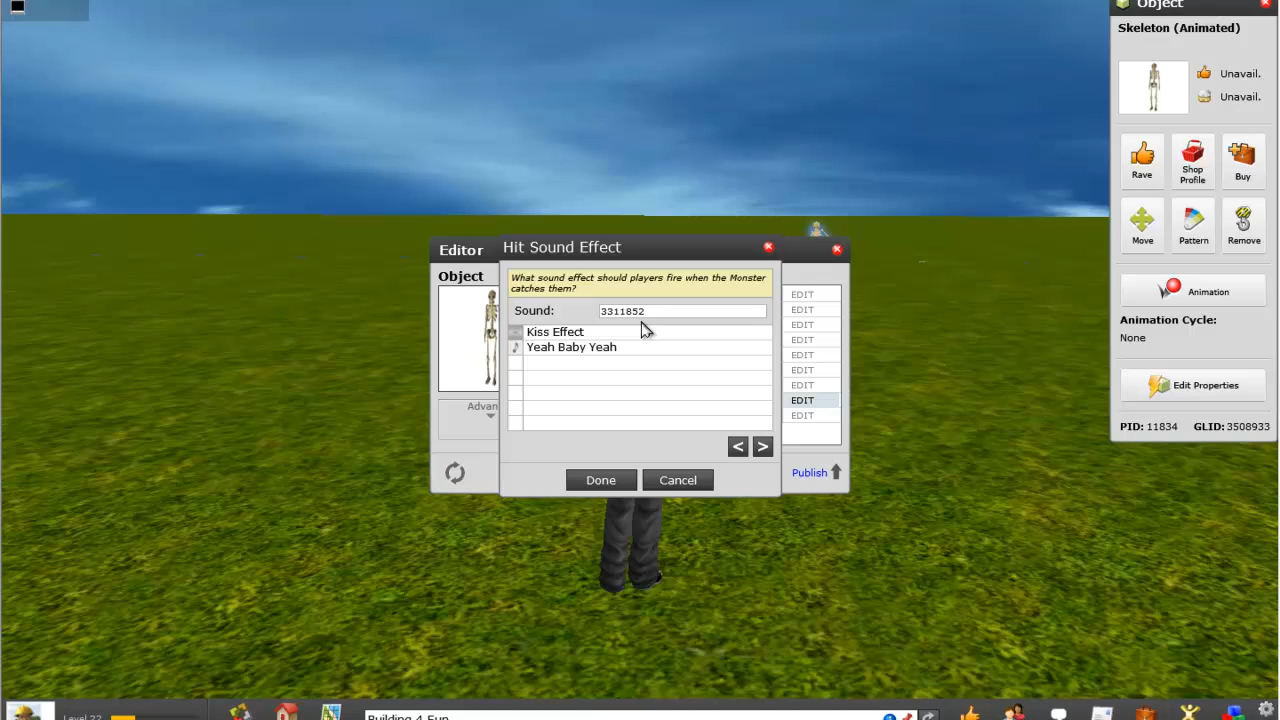 Object
Skeleton (Animated)
Unavail.
Unavail.
Rave
Shop
Profile
Buy
Move
Pattern
Remove
Animation
Animation Cycle:
None
Edit Properties
PID: 11834 GLID: 3508933
Editor
Object
Advan
Hit Sound Effect
What sound effect should players fire when the Monster
catches them?
Sound: 3311852
Kiss Effect
Yeah Baby Yeah
< >
Done Cancel
EDIT
EDIT
EDIT
EDIT
EDIT
EDIT
EDIT
EDIT
EDIT
Publish
Level 22
Building 4 Fun